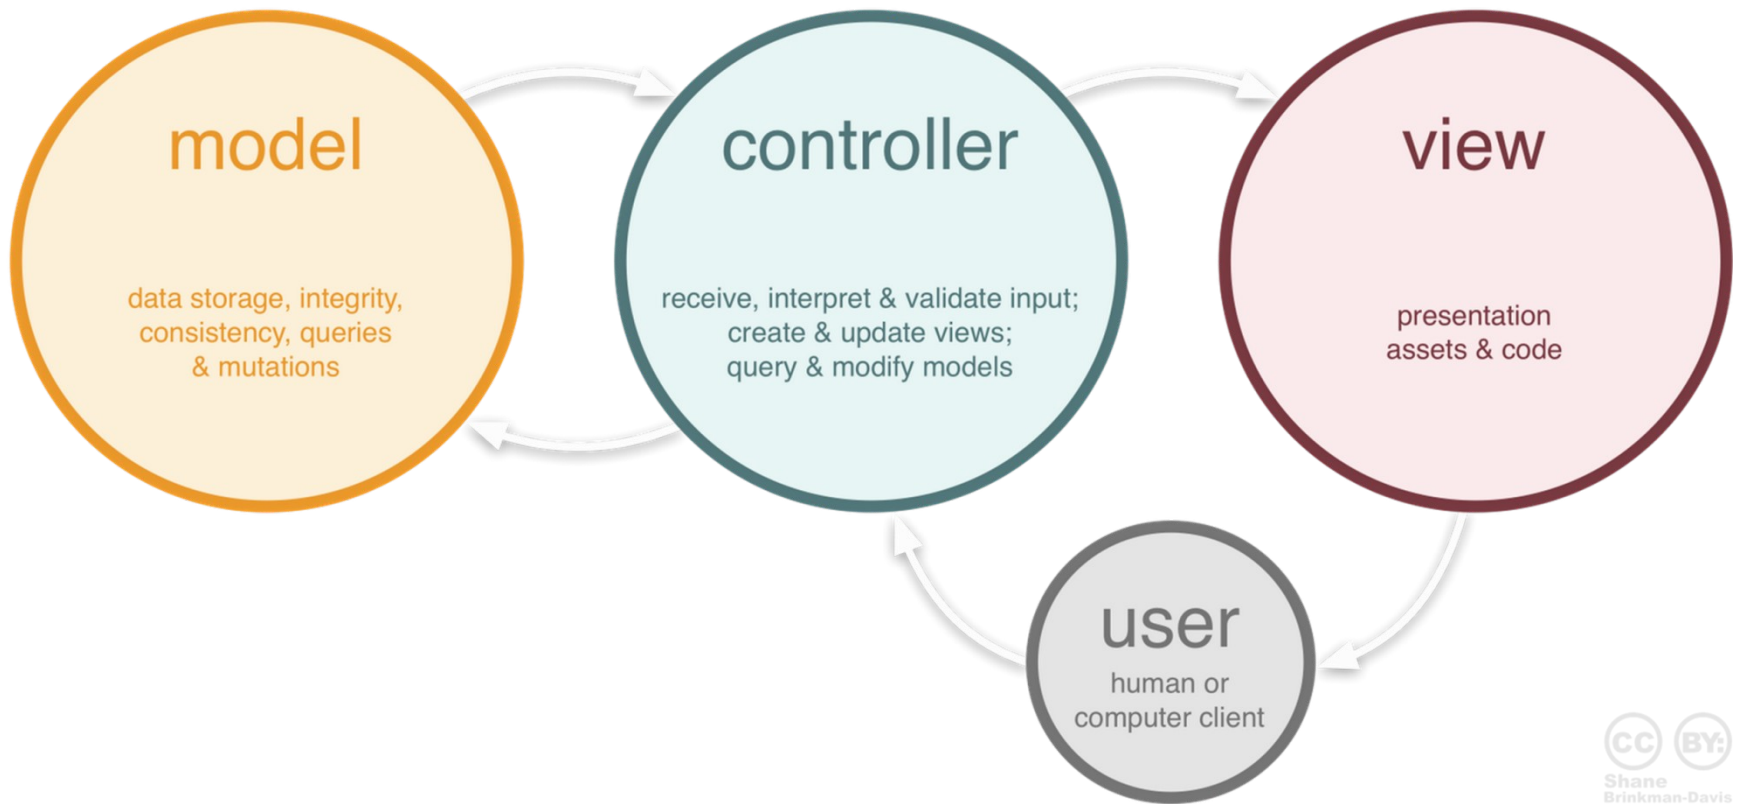 model
data storage, integrity,
consistency, queries
& mutations
controller
receive, interpret & validate input;
create & update views;
query & modify models
view
presentation
assets & code
user
human or
computer client
CC BY:
Shane
Brinkman-Davis